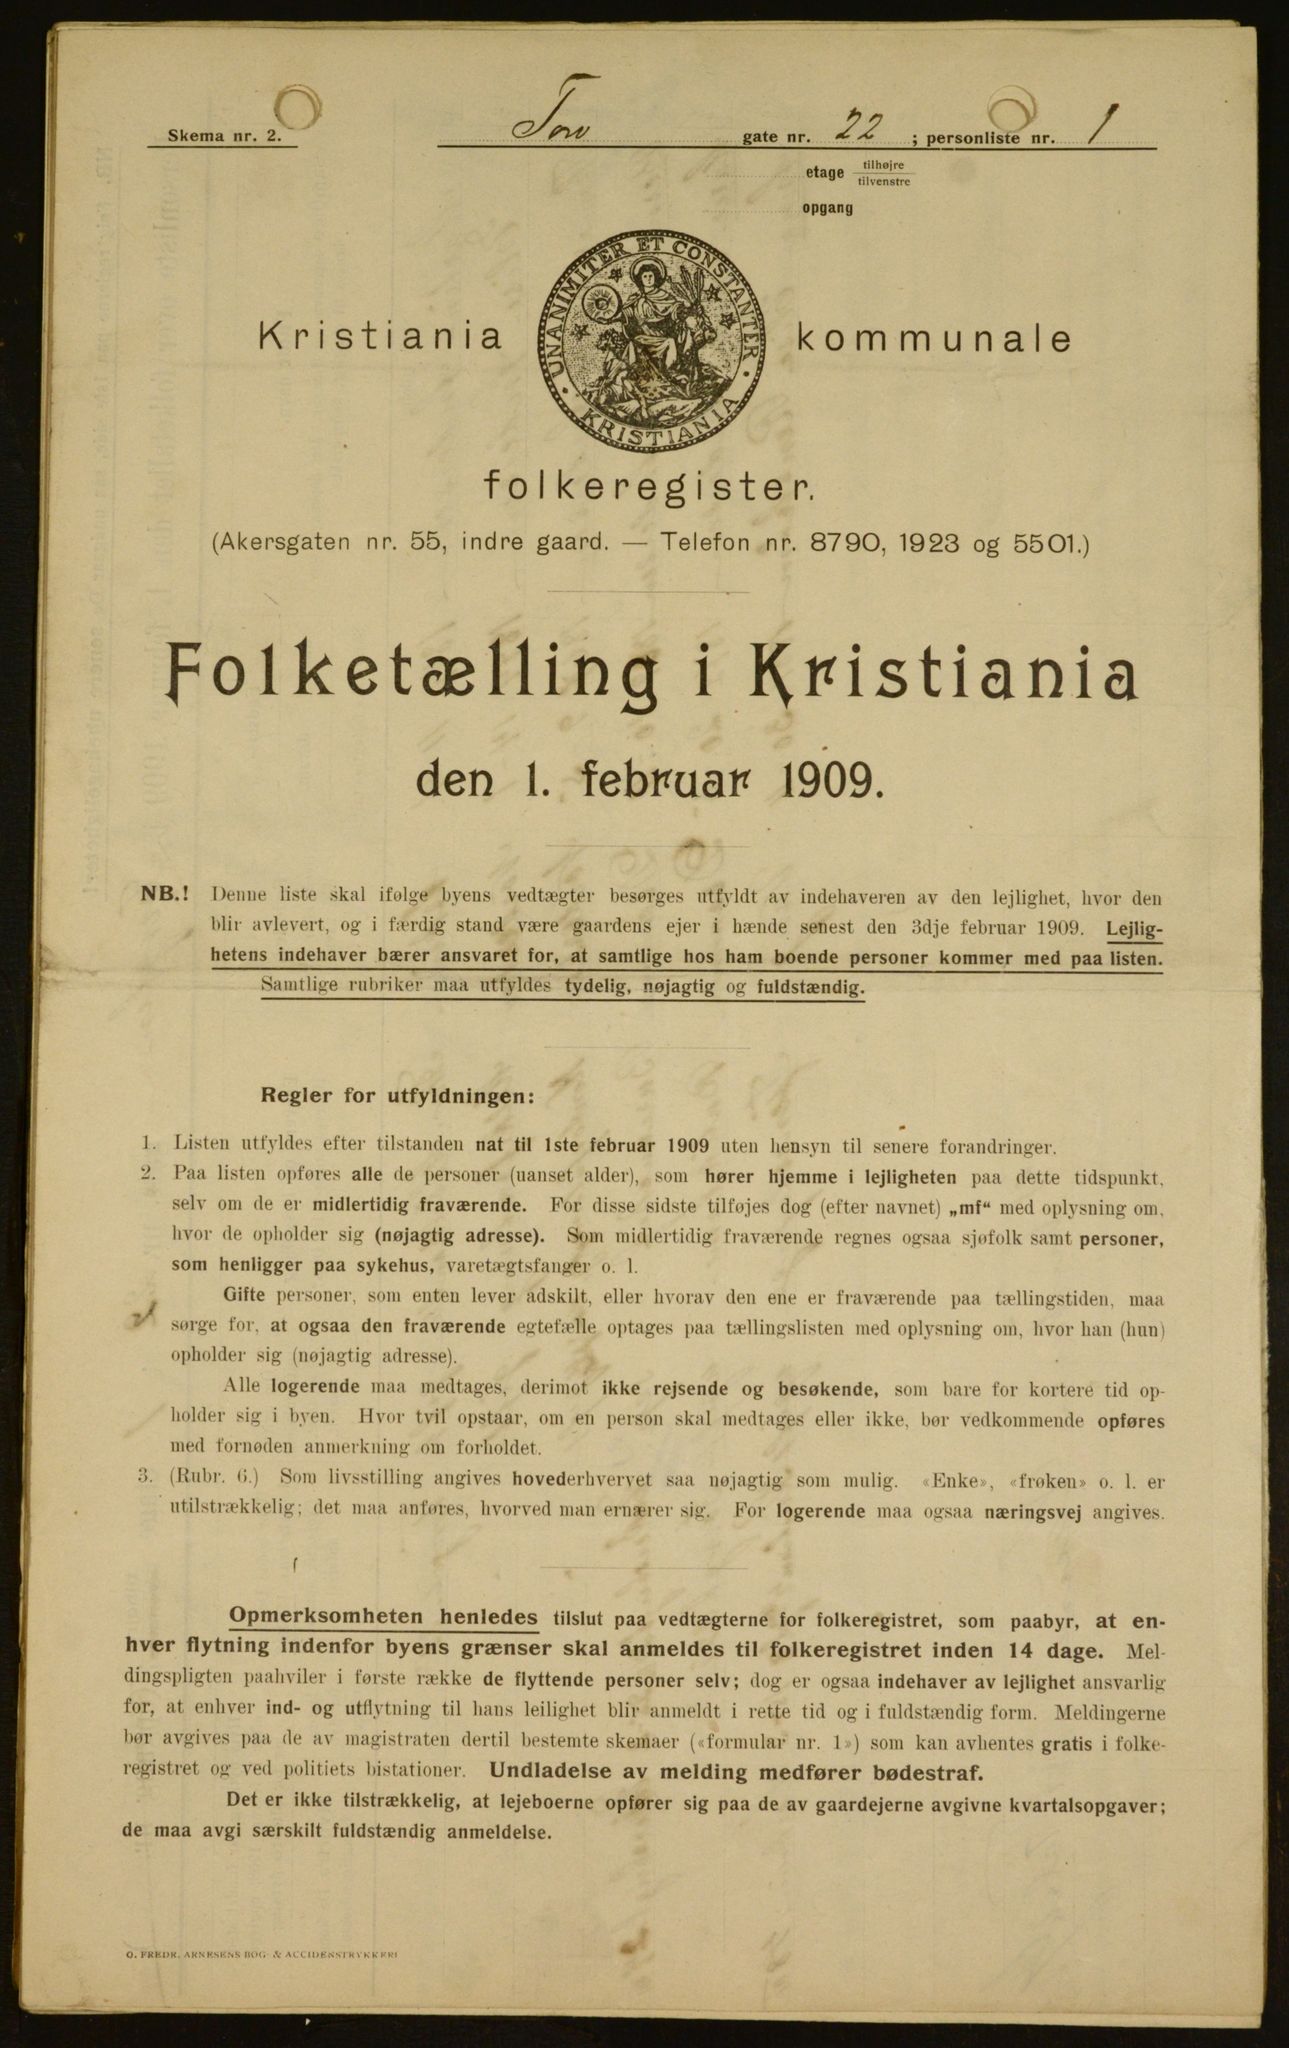 Skema nr. 2.
Torv gate nr. 22 ; personliste nr. 1
etage tilhøjre
tilvenstre
opgang
UNANIMITER ET CONSTANTER
KRISTIANIA
Kristiania kommunale
folkeregister.
(Akersgaten nr. 55, indre gaard. — Telefon nr. 8790, 1923 og 5501.)
Folketælling i Kristiania
den 1. februar 1909.
NB.! Denne liste skal ifølge byens vedtægter besørges utfyldt av indehaveren av den lejlighet, hvor den
blir avlevert, og i færdig stand være gaardens ejer i hænde senest den 3dje februar 1909. Lejlig-
hetens indehaver bærer ansvaret for, at samtlige hos ham boende personer kommer med paa listen.
Samtlige rubriker maa utfyldes tydelig, nøjagtig og fuldstændig.
Regler for utfyldningen:
1. Listen utfyldes efter tilstanden nat til 1ste februar 1909 uten hensyn til senere forandringer.
2. Paa listen opføres alle de personer (uanset alder), som hører hjemme i lejligheten paa dette tidspunkt,
selv om de er midlertidig fraværende. For disse sidste tilføjes dog (efter navnet) „mf“ med oplysning om,
hvor de opholder sig (nøjagtig adresse). Som midlertidig fraværende regnes ogsaa sjøfolk samt personer,
som henligger paa sykehus, varetægtsfanger o. l.
Gifte personer, som enten lever adskilt, eller hvorav den ene er fraværende paa tællingstiden, maa
sørge for, at ogsaa den fraværende egtefælle optages paa tællingslisten med oplysning om, hvor han (hun)
opholder sig (nøjagtig adresse).
Alle logerende maa medtages, derimot ikke rejsende og besøkende, som bare for kortere tid op-
holder sig i byen. Hvor tvil opstaar, om en person skal medtages eller ikke, bør vedkommende opføres
med fornøden anmerkning om forholdet.
3. (Rubr. 6.) Som livsstilling angives hovederhvervet saa nøjagtig som mulig. «Enke», «frøken» o. l. er
utilstrækkelig; det maa anføres, hvorved man ernærer sig. For logerende maa ogsaa næringsvej angives.
Opmerksomheten henledes tilslut paa vedtægterne for folkeregistret, som paabyr, at en-
hver flytning indenfor byens grænser skal anmeldes til folkeregistret inden 14 dage. Mel-
dingspligten paahviler i første række de flyttende personer selv; dog er ogsaa indehaver av lejlighet ansvarlig
for, at enhver ind- og utflytning til hans leilighet blir anmeldt i rette tid og i fuldstændig form. Meldingerne
bør avgives paa de av magistraten dertil bestemte skemaer («formular nr. 1») som kan avhentes gratis i folke-
registret og ved politiets bistationer. Undladelse av melding medfører bødestraf.
Det er ikke tilstrækkelig, at lejeboerne opfører sig paa de av gaardejerne avgivne kvartalsopgaver;
de maa avgi særskilt fuldstændig anmeldelse.
O. FREDR. ARNESENS BOG & ACCIDENSTRYKKERI